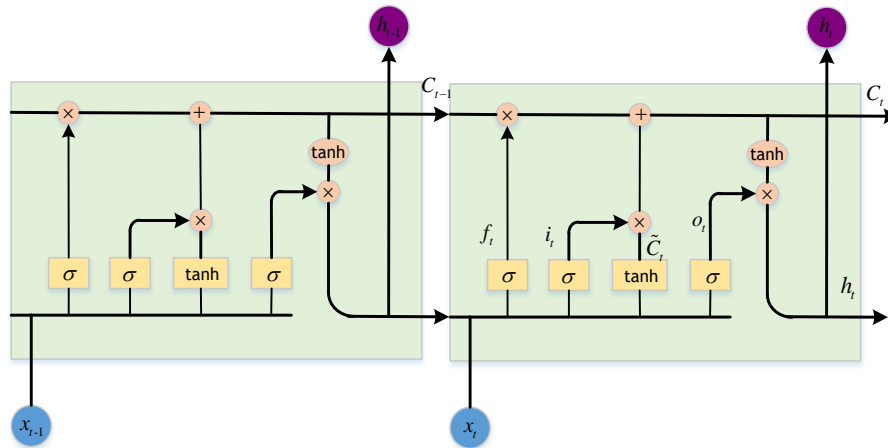 h_{t-1} h_t
C_{t-1} C_t
× + × +
tanh tanh
× ×
× ×
f_t i_t C̃_t o_t
σ σ tanh σ σ σ tanh σ
h_t
x_{t-1} x_t